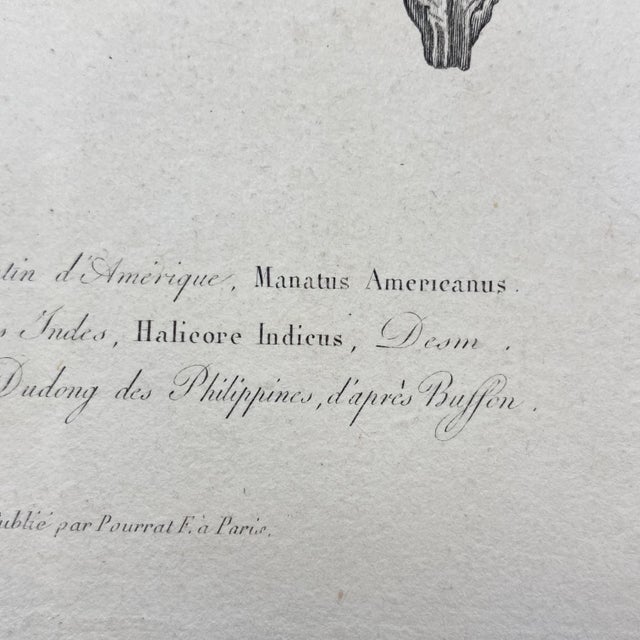 tin d'Amérique, Manatus Americanus.
s Indes, Halicore Indicus, Desm.
Dudong des Philippines, d'après Buffon.
ublié par Pourrat F. à Paris.